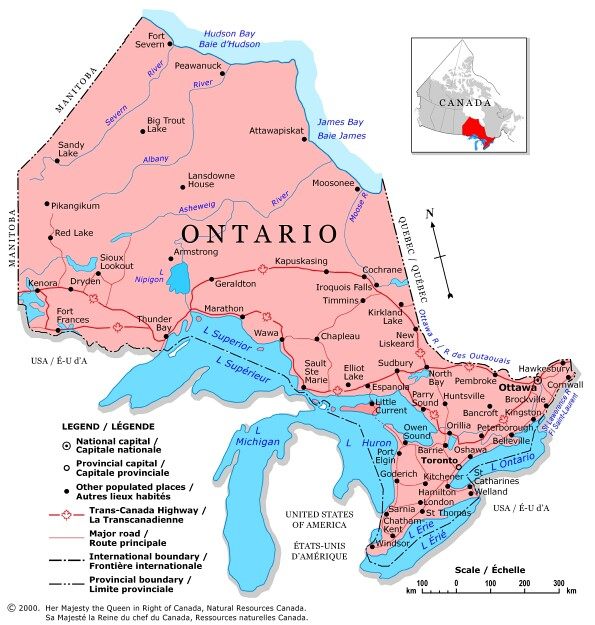 Hudson Bay
Baie d'Hudson
Fort
Severn
Peawanuck
River
River
Severn
MANITOBA
CANADA
James Bay
Baie James
Big Trout
Lake
Attawapiskat
Sandy
Lake
Albany
Lansdowne
House
Moosonee
Asheweig
River
Moose R
Pikangikum
MANITOBA
Red Lake
ONTARIO
QUEBEC / QUÉBEC
N
Armstrong
Sioux
Lookout
L
Nipigon
Kapuskasing
Cochrane
Geraldton
Iroquois Falls
Kenora
Dryden
Timmins
Marathon
Kirkland
Lake
Fort
Frances
Thunder
Bay
Wawa
Chapleau
New
Liskeard
Ottawa R / R des Outaouais
L Superior
L Supérieur
USA / É-U d'A
Sault
Ste
Marie
Elliot
Lake
Sudbury
Espanola
North
Bay
Pembroke
Hawkesbury
Ottawa
Cornwall
Little
Current
Parry
Sound
Huntsville
Bancroft
Brockville
Kingston
St Lawrence R
Fl Saint-Laurent
Owen
Sound
Orillia
Peterborough
Belleville
L
Michigan
L Huron
Port
Elgin
Barrie
Oshawa
Toronto
L Ontario
Goderich
Kitchener
St
Catharines
Hamilton
Welland
Sarnia
London
St Thomas
USA / É-U d'A
Chatham-
Kent
Windsor
L Erie
L Érié
UNITED STATES
OF AMERICA
ÉTATS-UNIS
D'AMÉRIQUE
LEGEND / LÉGENDE
National capital /
Capitale nationale
Provincial capital /
Capitale provinciale
Other populated places /
Autres lieux habités
Trans-Canada Highway /
La Transcanadienne
Major road /
Route principale
International boundary /
Frontière internationale
Provincial boundary /
Limite provinciale
Scale / Échelle
100 0 100 200 300
km km
© 2000. Her Majesty the Queen in Right of Canada, Natural Resources Canada.
Sa Majesté la Reine du chef du Canada, Ressources naturelles Canada.